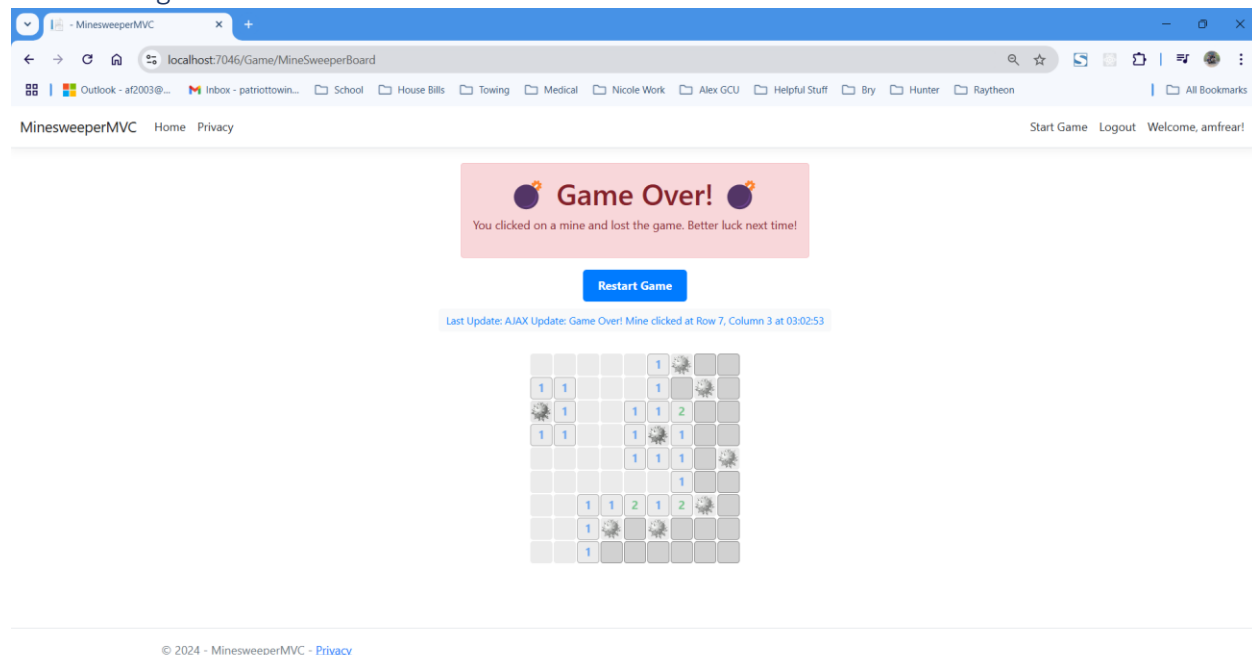 - MinesweeperMVC
localhost:7046/Game/MineSweeperBoard
Outlook - af2003@... Inbox - patriottowin... School House Bills Towing Medical Nicole Work Alex GCU Helpful Stuff Bry Hunter Raytheon All Bookmarks
MinesweeperMVC Home Privacy Start Game Logout Welcome, amfrear!
Game Over!
You clicked on a mine and lost the game. Better luck next time!
Restart Game
Last Update: AJAX Update: Game Over! Mine clicked at Row 7, Column 3 at 03:02:53
1
1 1 1
1 1 1 2
1 1 1 1
1 1 1
1
1 1 2 1 2
1
1
© 2024 - MinesweeperMVC - Privacy